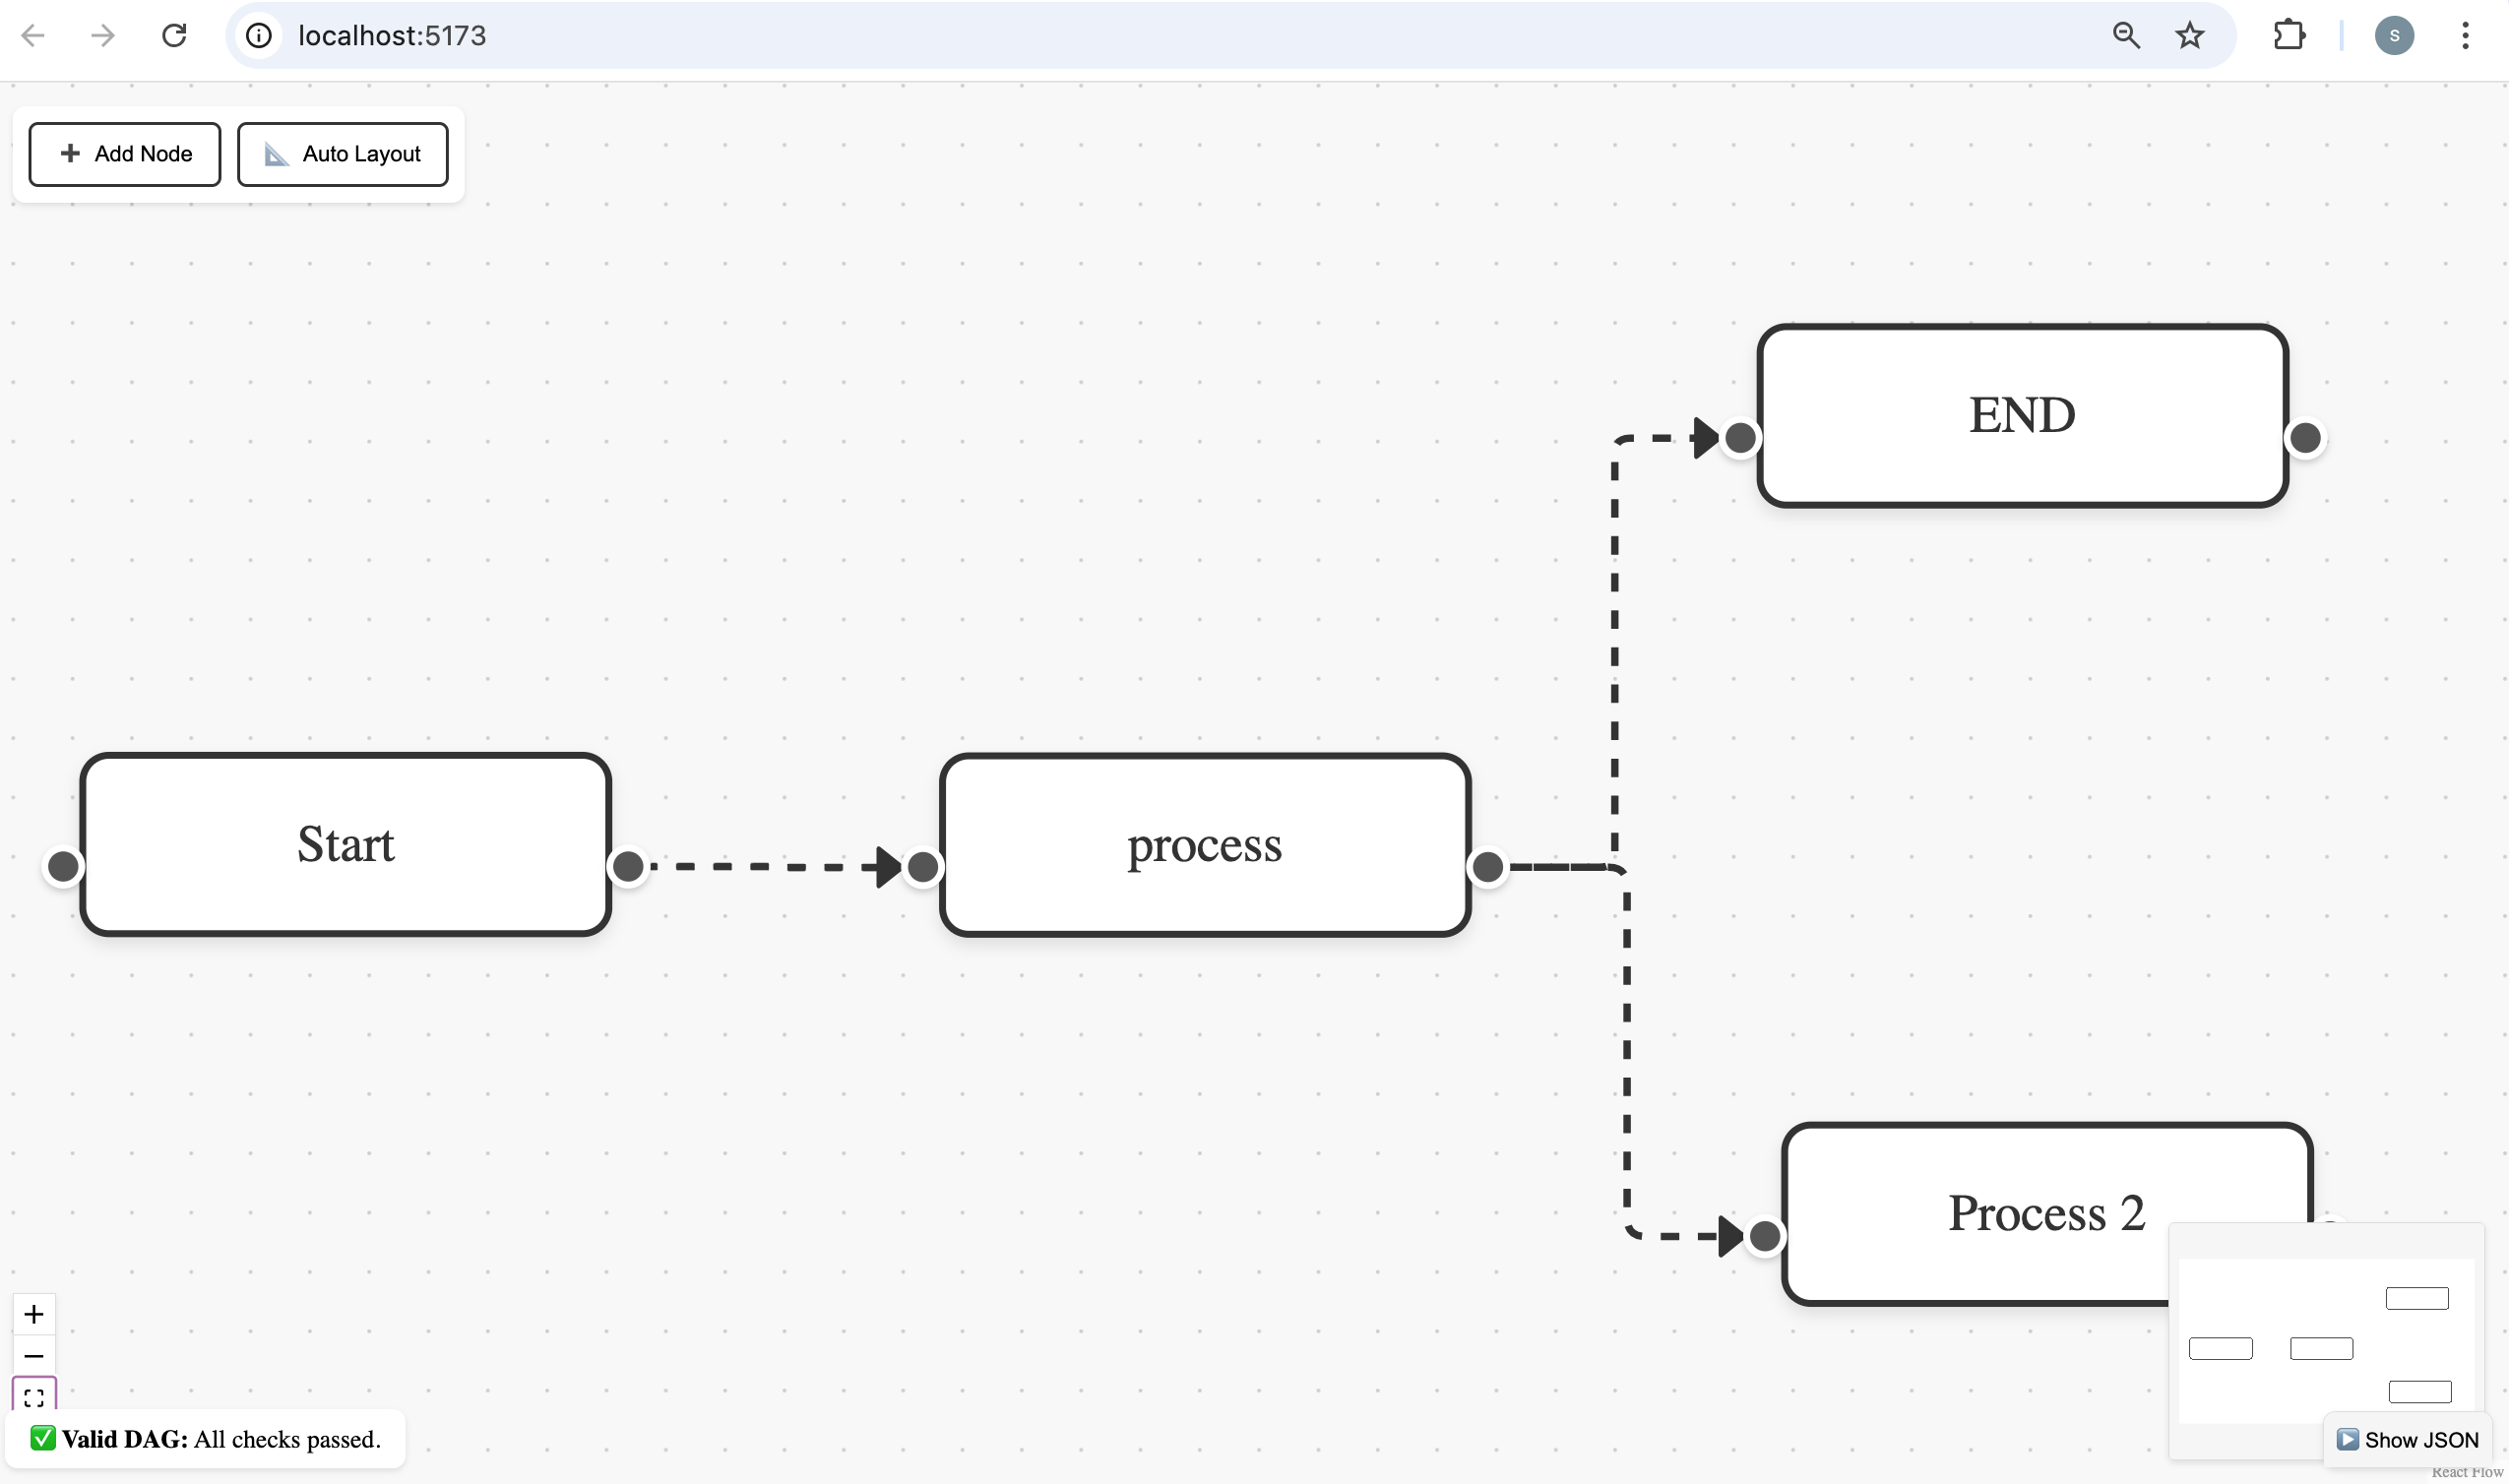 localhost:5173
S
Add Node
Auto Layout
END
Start
process
Process 2
✅ Valid DAG: All checks passed.
Show JSON
React Flow